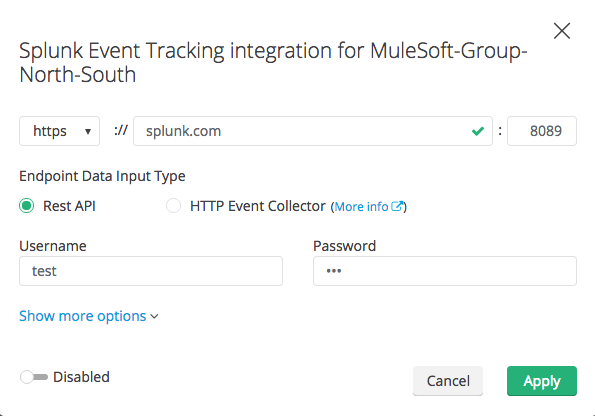 Splunk Event Tracking integration for MuleSoft-Group-
North-South
https :// splunk.com : 8089
Endpoint Data Input Type
Rest API HTTP Event Collector (More info)
Username Password
test •••
Show more options
Disabled Cancel Apply